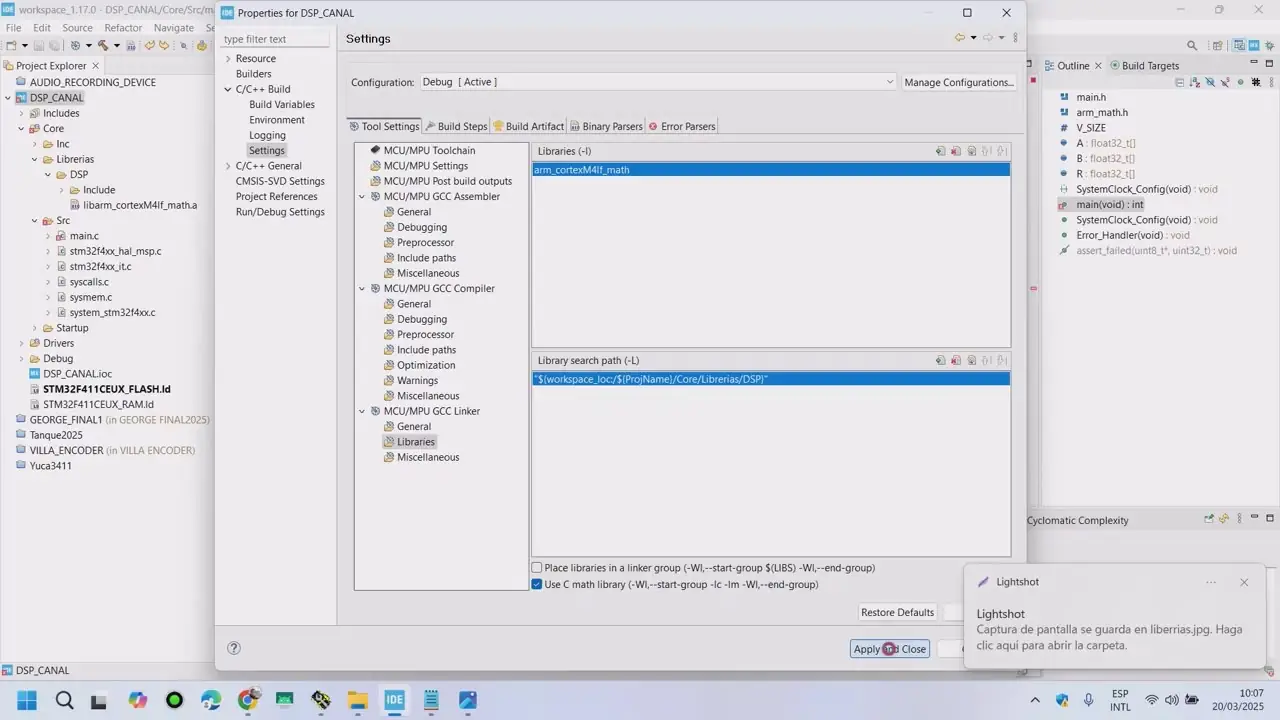 IDE workspace_1.17.0 - DSP_CANAL/Core/Src/ma
IDE Properties for DSP_CANAL
File Edit Source Refactor Navigate Se
type filter text
Settings
Project Explorer
AUDIO_RECORDING_DEVICE
DSP_CANAL
Includes
Core
Inc
Librerias
DSP
Include
libarm_cortexM4lf_math.a
Src
main.c
stm32f4xx_hal_msp.c
stm32f4xx_it.c
syscalls.c
sysmem.c
system_stm32f4xx.c
Startup
Drivers
Debug
DSP_CANAL.ioc
STM32F411CEUX_FLASH.ld
STM32F411CEUX_RAM.ld
GEORGE_FINAL1 (in GEORGE FINAL2025)
Tanque2025
VILLA_ENCODER (in VILLA ENCODER)
Yuca3411
DSP_CANAL
Resource
Builders
C/C++ Build
Build Variables
Environment
Logging
Settings
C/C++ General
CMSIS-SVD Settings
Project References
Run/Debug Settings
Configuration: Debug [ Active ] Manage Configurations...
Tool Settings Build Steps Build Artifact Binary Parsers Error Parsers
MCU/MPU Toolchain
MCU/MPU Settings
MCU/MPU Post build outputs
MCU/MPU GCC Assembler
General
Debugging
Preprocessor
Include paths
Miscellaneous
MCU/MPU GCC Compiler
General
Debugging
Preprocessor
Include paths
Optimization
Warnings
Miscellaneous
MCU/MPU GCC Linker
General
Libraries
Miscellaneous
Libraries (-l)
arm_cortexM4lf_math
Library search path (-L)
"${workspace_loc:/${ProjName}/Core/Librerias/DSP}"
Place libraries in a linker group (-Wl,--start-group $(LIBS) -Wl,--end-group)
Use C math library (-Wl,--start-group -lc -lm -Wl,--end-group)
Restore Defaults
Apply and Close
Outline Build Targets
main.h
arm_math.h
V_SIZE
A : float32_t[]
B : float32_t[]
R : float32_t[]
SystemClock_Config(void) : void
main(void) : int
SystemClock_Config(void) : void
Error_Handler(void) : void
assert_failed(uint8_t*, uint32_t) : void
Cyclomatic Complexity
Lightshot
Lightshot
Captura de pantalla se guarda en liberrias.jpg. Haga
clic aquí para abrir la carpeta.
IDE
ESP
INTL
10:07
20/03/2025